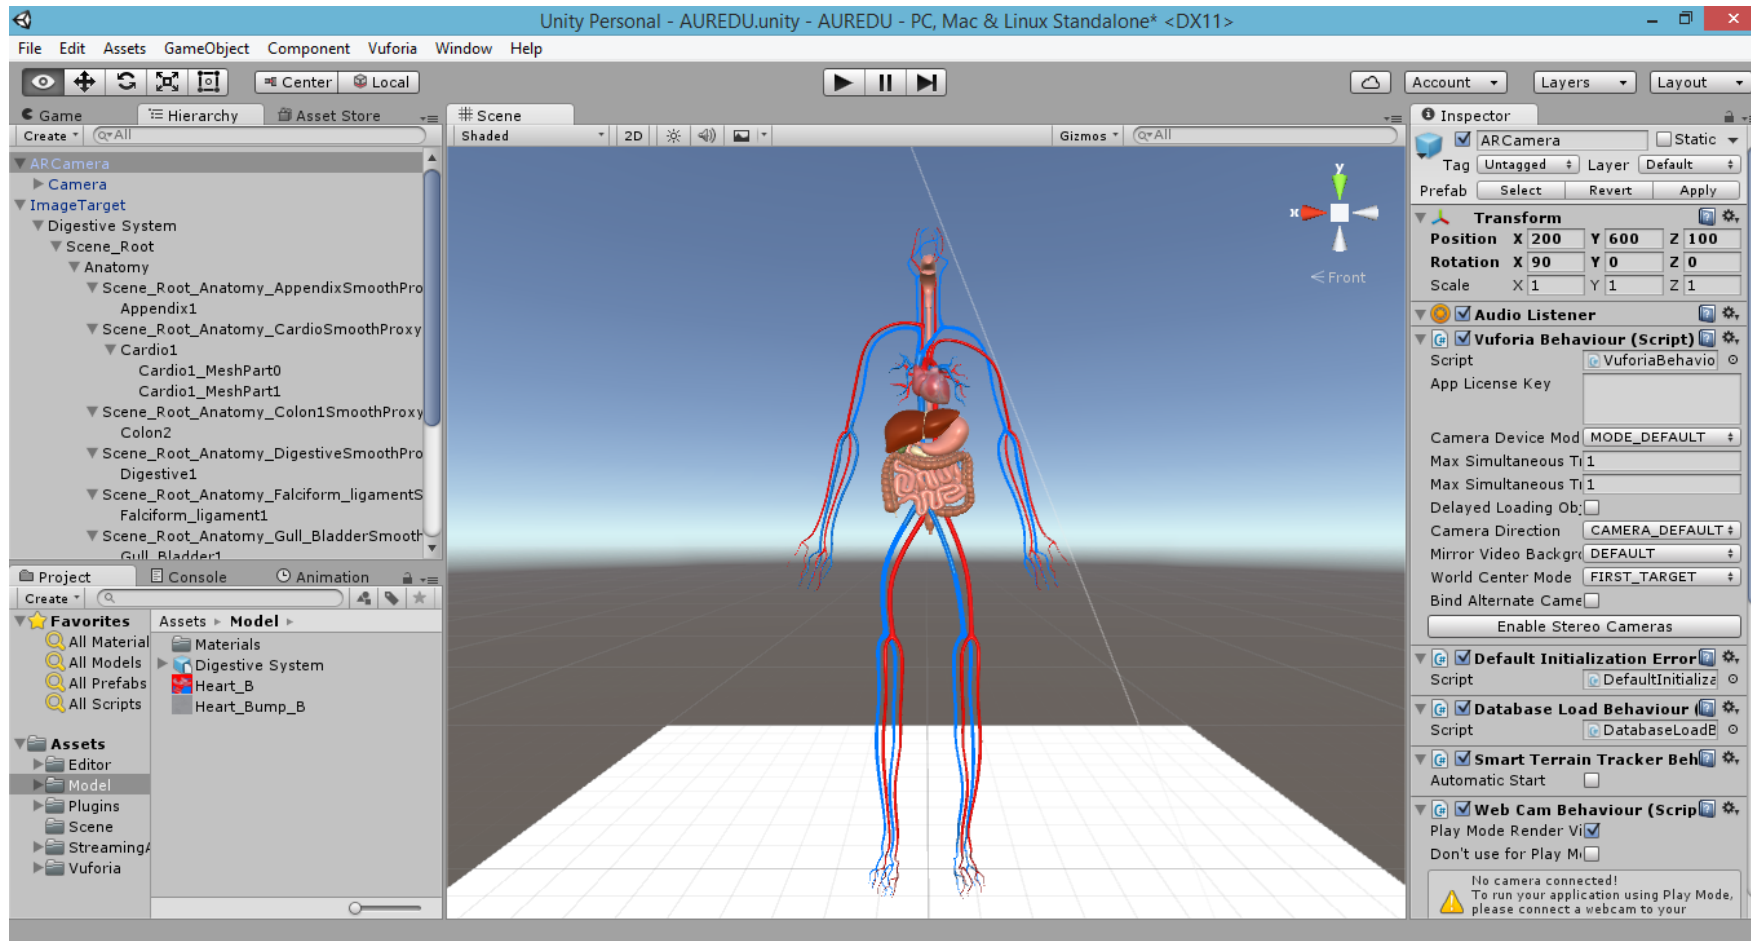 Unity Personal - AUREDU.unity - AUREDU - PC, Mac & Linux Standalone* <DX11>
File Edit Assets GameObject Component Vuforia Window Help
Center Local
Account Layers Layout
Game Hierarchy Asset Store
Create All
ARCamera
Camera
ImageTarget
Digestive System
Scene_Root
Anatomy
Scene_Root_Anatomy_AppendixSmoothPro
Appendix1
Scene_Root_Anatomy_CardioSmoothProxy
Cardio1
Cardio1_MeshPart0
Cardio1_MeshPart1
Scene_Root_Anatomy_Colon1SmoothProxy
Colon2
Scene_Root_Anatomy_DigestiveSmoothPro
Digestive1
Scene_Root_Anatomy_Falciform_ligamentS
Falciform_ligament1
Scene_Root_Anatomy_Gull_BladderSmooth
Gull_Bladder1
Scene
Shaded 2D Gizmos All
y
x
Front
Project Console Animation
Create
Favorites
All Material
All Models
All Prefabs
All Scripts
Assets
Editor
Model
Plugins
Scene
StreamingA
Vuforia
Assets Model
Materials
Digestive System
Heart_B
Heart_Bump_B
Inspector
ARCamera Static
Tag Untagged Layer Default
Prefab Select Revert Apply
Transform
Position X 200 Y 600 Z 100
Rotation X 90 Y 0 Z 0
Scale X 1 Y 1 Z 1
Audio Listener
Vuforia Behaviour (Script)
Script VuforiaBehavio
App License Key
Camera Device Mod MODE_DEFAULT
Max Simultaneous Ti 1
Max Simultaneous Ti 1
Delayed Loading Obj
Camera Direction CAMERA_DEFAULT
Mirror Video Backgro DEFAULT
World Center Mode FIRST_TARGET
Bind Alternate Came
Enable Stereo Cameras
Default Initialization Error
Script DefaultInitializa
Database Load Behaviour (
Script DatabaseLoadB
Smart Terrain Tracker Beh
Automatic Start
Web Cam Behaviour (Scrip
Play Mode Render Vi
Don't use for Play M
No camera connected!
To run your application using Play Mode,
please connect a webcam to your